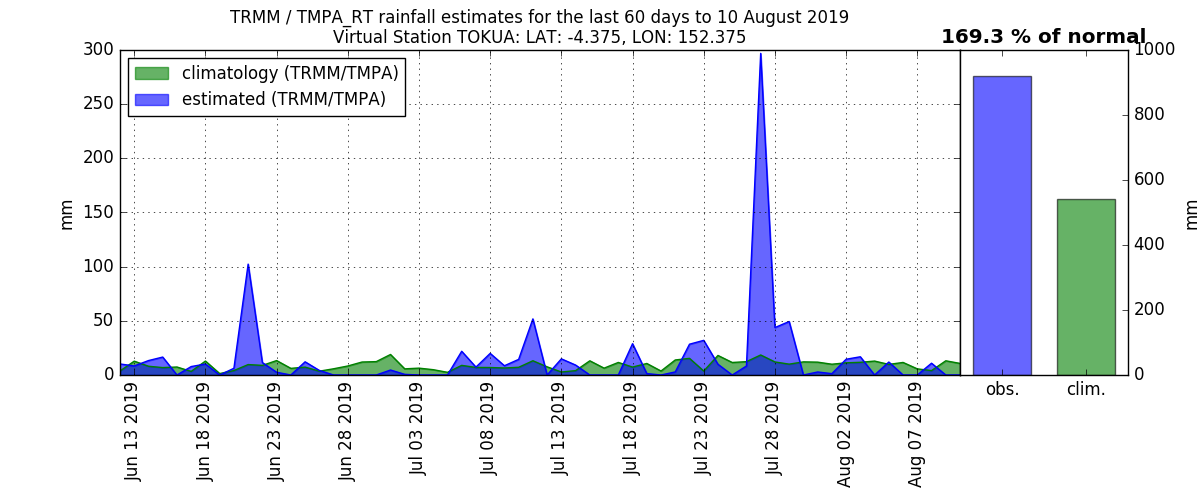 TRMM / TMPA_RT rainfall estimates for the last 60 days to 10 August 2019
Virtual Station TOKUA: LAT: -4.375, LON: 152.375
169.3 % of normal
climatology (TRMM/TMPA)
estimated (TRMM/TMPA)
mm
300
250
200
150
100
50
0
Jun 13 2019
Jun 18 2019
Jun 23 2019
Jun 28 2019
Jul 03 2019
Jul 08 2019
Jul 13 2019
Jul 18 2019
Jul 23 2019
Jul 28 2019
Aug 02 2019
Aug 07 2019
obs.
clim.
1000
800
600
400
200
0
mm